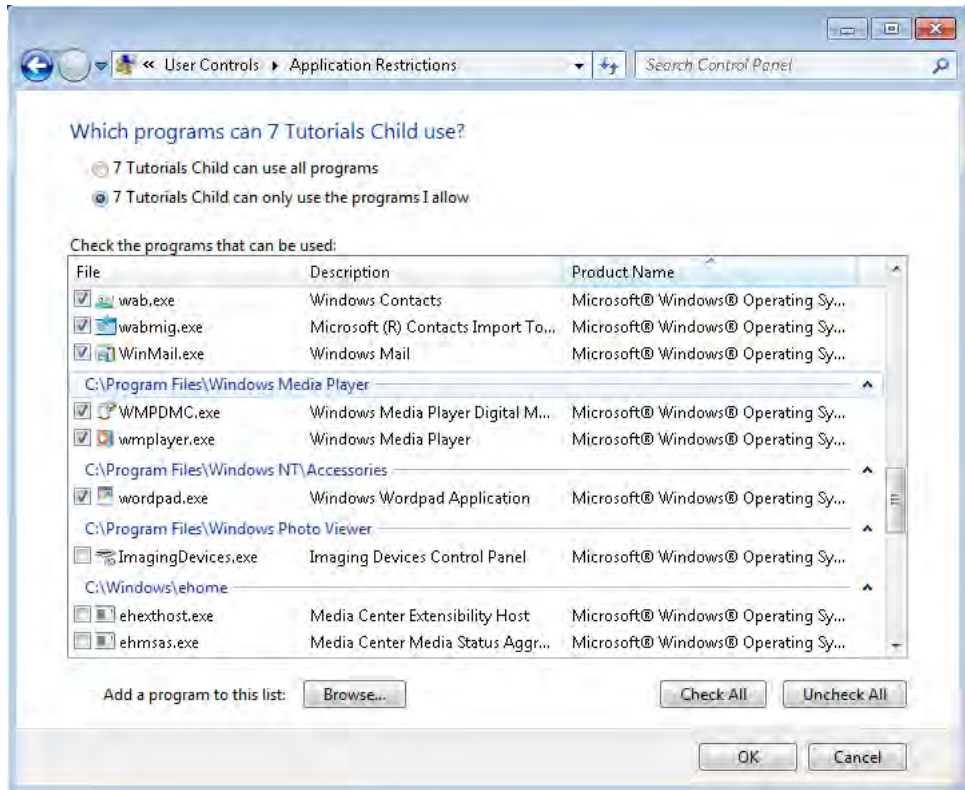 « User Controls ▸ Application Restrictions Search Control Panel
Which programs can 7 Tutorials Child use?
7 Tutorials Child can use all programs
7 Tutorials Child can only use the programs I allow
Check the programs that can be used:
File Description Product Name
wab.exe Windows Contacts Microsoft® Windows® Operating Sy...
wabmig.exe Microsoft (R) Contacts Import To... Microsoft® Windows® Operating Sy...
WinMail.exe Windows Mail Microsoft® Windows® Operating Sy...
C:\Program Files\Windows Media Player
WMPDMC.exe Windows Media Player Digital M... Microsoft® Windows® Operating Sy...
wmplayer.exe Windows Media Player Microsoft® Windows® Operating Sy...
C:\Program Files\Windows NT\Accessories
wordpad.exe Windows Wordpad Application Microsoft® Windows® Operating Sy...
C:\Program Files\Windows Photo Viewer
ImagingDevices.exe Imaging Devices Control Panel Microsoft® Windows® Operating Sy...
C:\Windows\ehome
ehexthost.exe Media Center Extensibility Host Microsoft® Windows® Operating Sy...
ehmsas.exe Media Center Media Status Aggr... Microsoft® Windows® Operating Sy...
Add a program to this list: Browse... Check All Uncheck All
OK Cancel